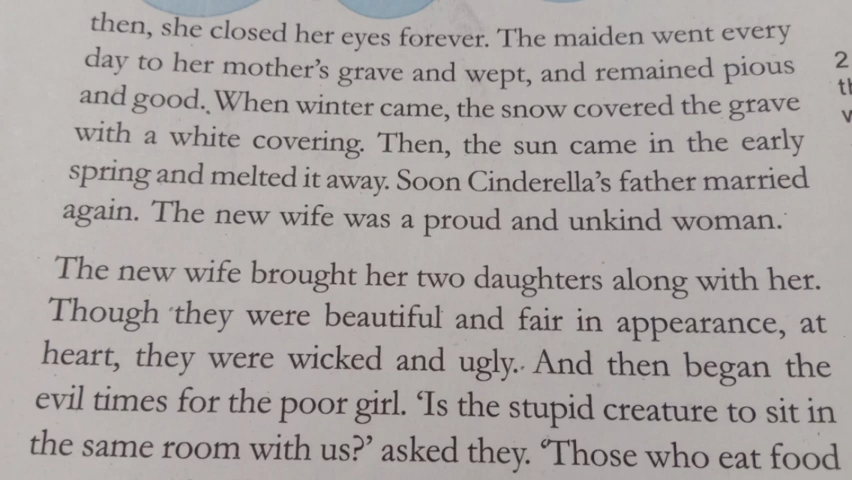 then, she closed her eyes forever. The maiden went every
day to her mother's grave and wept, and remained pious
and good. When winter came, the snow covered the grave
with a white covering. Then, the sun came in the early
spring and melted it away. Soon Cinderella's father married
again. The new wife was a proud and unkind woman.
The new wife brought her two daughters along with her.
Though they were beautiful and fair in appearance, at
heart, they were wicked and ugly. And then began the
evil times for the poor girl. ‘Is the stupid creature to sit in
the same room with us?’ asked they. ‘Those who eat food
2